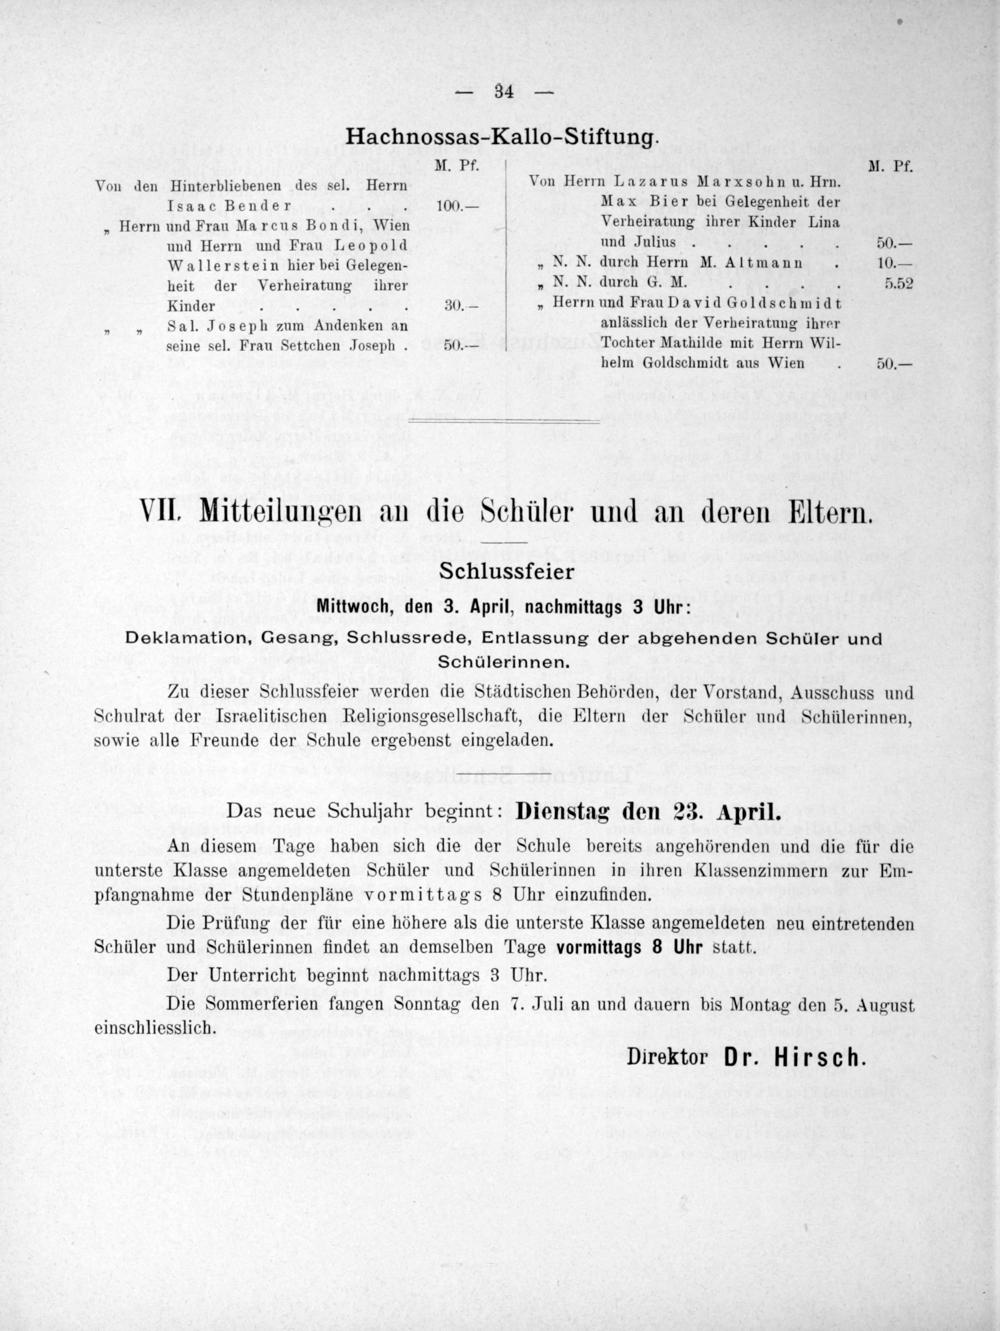 — 34 —
Hachnossas-Kallo-Stiftung.
M. Pf.
Von den Hinterbliebenen des sel. Herrn
Isaac Bender . . . 100.—
„ Herrn und Frau Marcus Bondi, Wien
und Herrn und Frau Leopold
Wallerstein hier bei Gelegen-
heit der Verheiratung ihrer
Kinder . . . . . 30.—
„ „ Sal. Joseph zum Andenken an
seine sel. Frau Settchen Joseph . 50.—
M. Pf.
Von Herrn Lazarus Marxsohn u. Hrn.
Max Bier bei Gelegenheit der
Verheiratung ihrer Kinder Lina
und Julius . . . . . 50.—
„ N. N. durch Herrn M. Altmann . 10.—
„ N. N. durch G. M. . . . . 5.52
„ Herrn und Frau David Goldschmidt
anlässlich der Verheiratung ihrer
Tochter Mathilde mit Herrn Wil-
helm Goldschmidt aus Wien . 50.—
VII. Mitteilungen an die Schüler und an deren Eltern.
Schlussfeier
Mittwoch, den 3. April, nachmittags 3 Uhr:
Deklamation, Gesang, Schlussrede, Entlassung der abgehenden Schüler und
Schülerinnen.
Zu dieser Schlussfeier werden die Städtischen Behörden, der Vorstand, Ausschuss und
Schulrat der Israelitischen Religionsgesellschaft, die Eltern der Schüler und Schülerinnen,
sowie alle Freunde der Schule ergebenst eingeladen.
Das neue Schuljahr beginnt: Dienstag den 23. April.
An diesem Tage haben sich die der Schule bereits angehörenden und die für die
unterste Klasse angemeldeten Schüler und Schülerinnen in ihren Klassenzimmern zur Em-
pfangnahme der Stundenpläne vormittags 8 Uhr einzufinden.
Die Prüfung der für eine höhere als die unterste Klasse angemeldeten neu eintretenden
Schüler und Schülerinnen findet an demselben Tage vormittags 8 Uhr statt.
Der Unterricht beginnt nachmittags 3 Uhr.
Die Sommerferien fangen Sonntag den 7. Juli an und dauern bis Montag den 5. August
einschliesslich.
Direktor Dr. Hirsch.